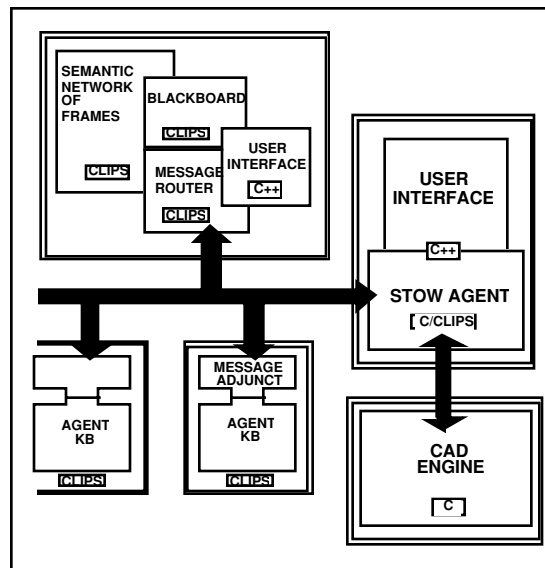 SEMANTIC
NETWORK
OF
FRAMES
CLIPS
BLACKBOARD
CLIPS
MESSAGE
ROUTER
CLIPS
USER
INTERFACE
C++
USER
INTERFACE
C++
STOW AGENT
C/CLIPS
AGENT
KB
CLIPS
MESSAGE
ADJUNCT
AGENT
KB
CLIPS
CAD
ENGINE
C